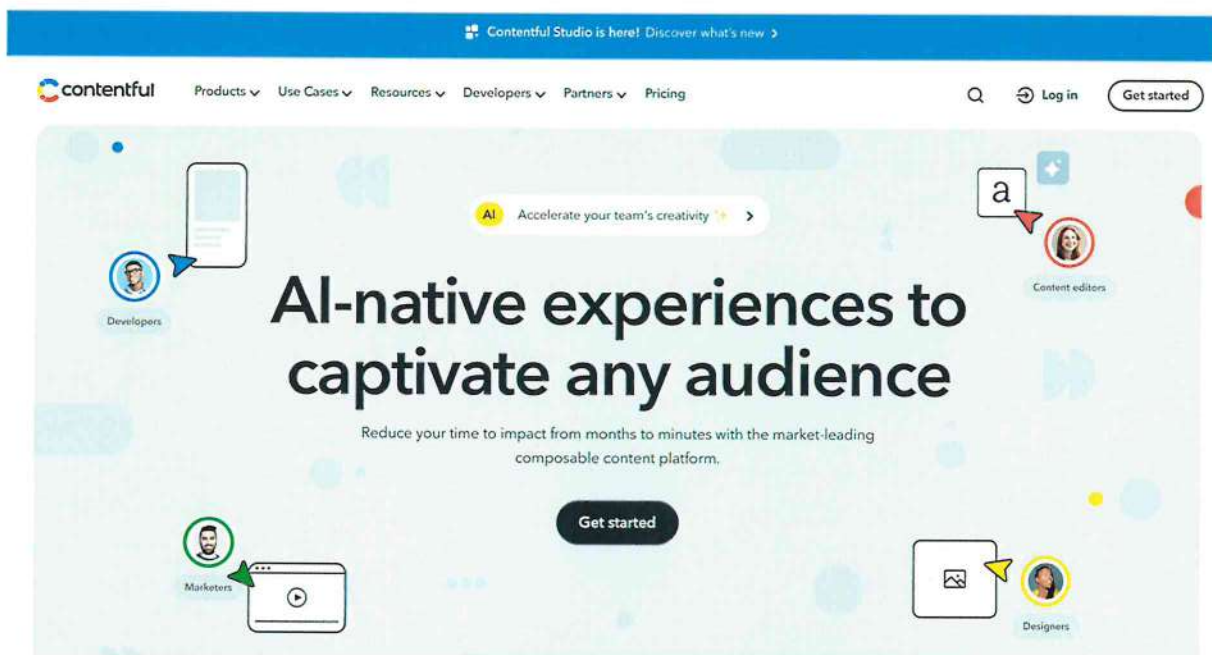 Contentful Studio is here! Discover what's new
contentful
Products Use Cases Resources Developers Partners Pricing
Log in Get started
AI Accelerate your team's creativity
a
Developers
Content editors
AI-native experiences to
captivate any audience
Reduce your time to impact from months to minutes with the market-leading
composable content platform.
Get started
Marketers
Designers